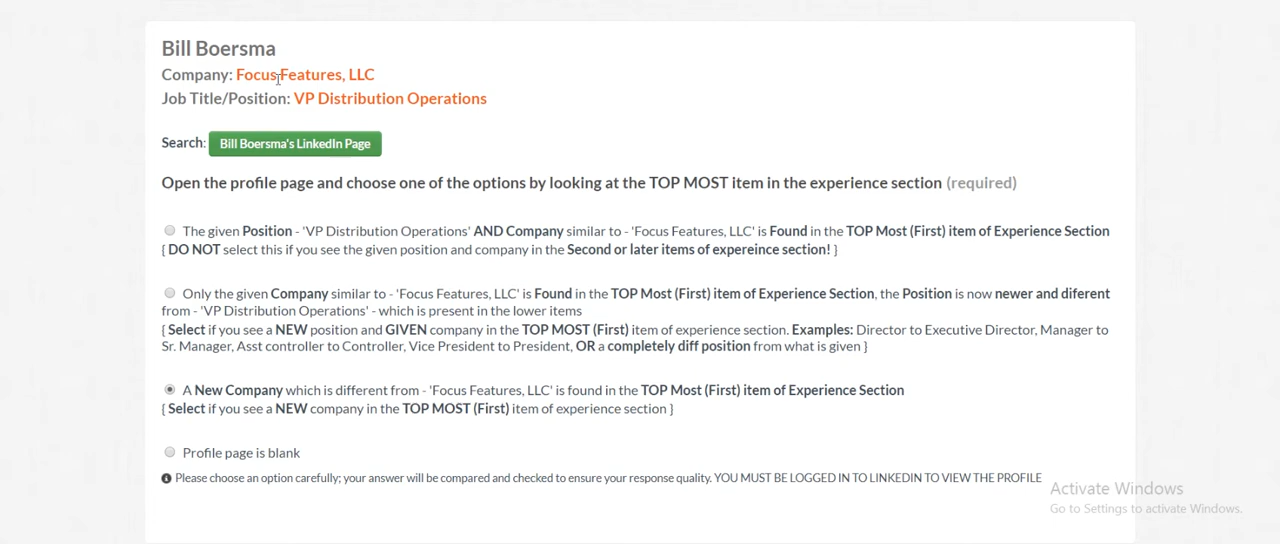 Bill Boersma
Company: Focus Features, LLC
Job Title/Position: VP Distribution Operations
Search: Bill Boersma's LinkedIn Page
Open the profile page and choose one of the options by looking at the TOP MOST item in the experience section (required)
The given Position - 'VP Distribution Operations' AND Company similar to - 'Focus Features, LLC' is Found in the TOP Most (First) item of Experience Section
{ DO NOT select this if you see the given position and company in the Second or later items of expereince section! }
Only the given Company similar to - 'Focus Features, LLC' is Found in the TOP Most (First) item of Experience Section, the Position is now newer and diferent
from - 'VP Distribution Operations' - which is present in the lower items
{ Select if you see a NEW position and GIVEN company in the TOP MOST (First) item of experience section. Examples: Director to Executive Director, Manager to
Sr. Manager, Asst controller to Controller, Vice President to President, OR a completely diff position from what is given }
A New Company which is different from - 'Focus Features, LLC' is found in the TOP Most (First) item of Experience Section
{ Select if you see a NEW company in the TOP MOST (First) item of experience section }
Profile page is blank
Please choose an option carefully; your answer will be compared and checked to ensure your response quality. YOU MUST BE LOGGED IN TO LINKEDIN TO VIEW THE PROFILE
Activate Windows
Go to Settings to activate Windows.